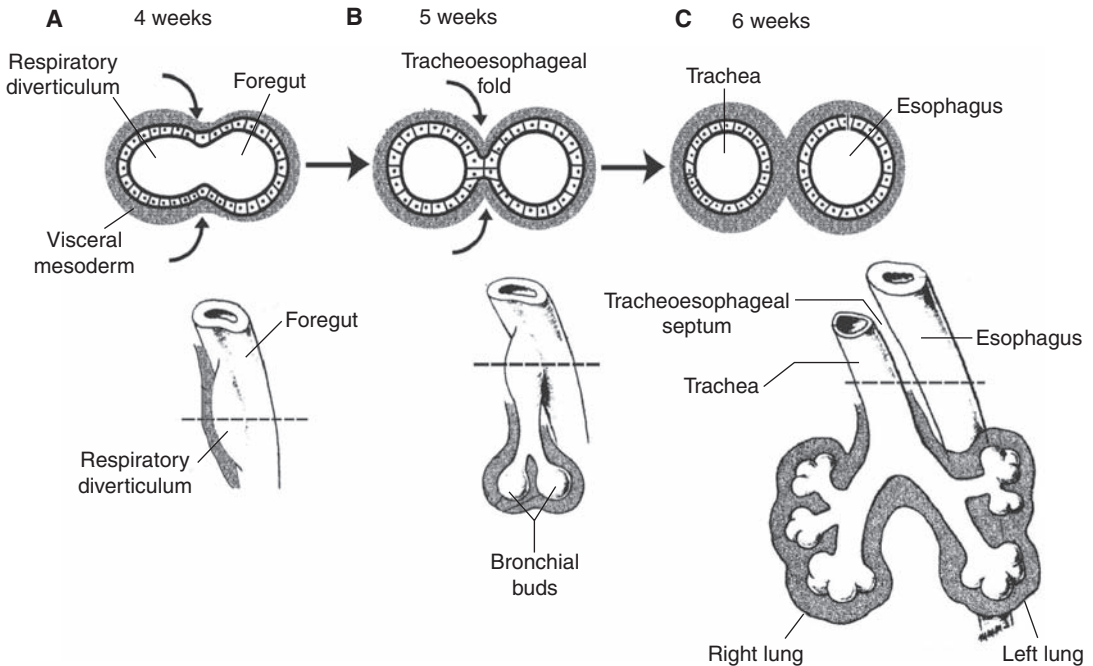 A
4 weeks
B
5 weeks
C
6 weeks
Respiratory
diverticulum
Foregut
Visceral
mesoderm
Tracheoesophageal
fold
Trachea
Esophagus
Foregut
Respiratory
diverticulum
Bronchial
buds
Tracheoesophageal
septum
Esophagus
Trachea
Right lung
Left lung